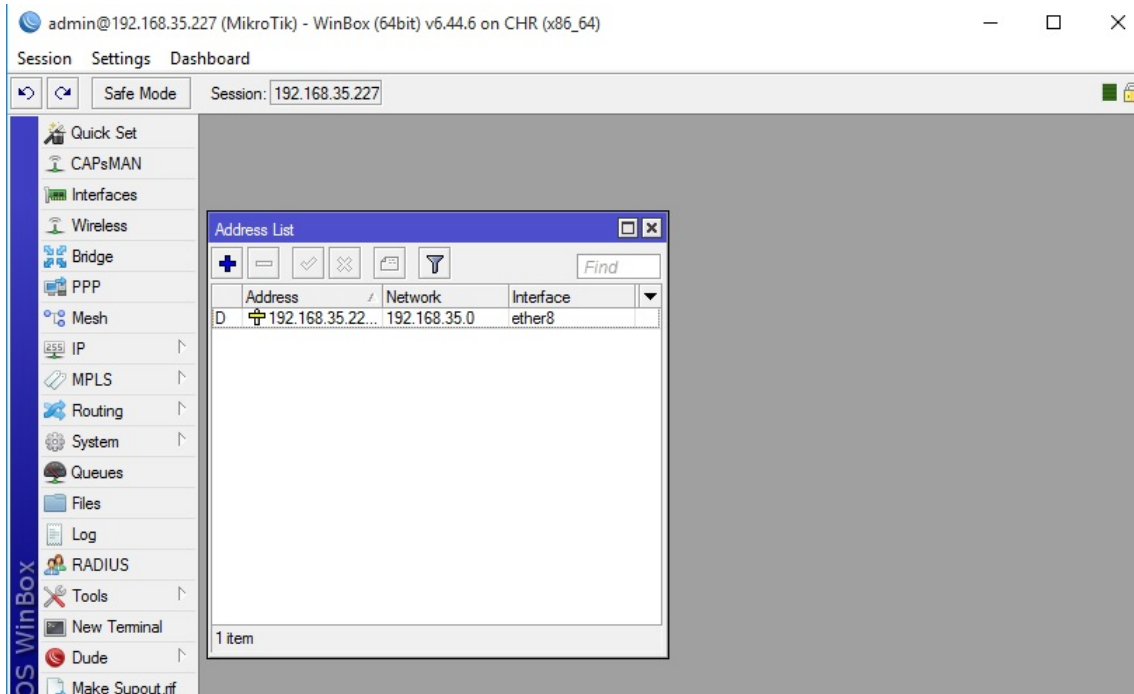 admin@192.168.35.227 (MikroTik) - WinBox (64bit) v6.44.6 on CHR (x86_64)
Session Settings Dashboard
Safe Mode Session: 192.168.35.227
Quick Set
CAPsMAN
Interfaces
Wireless
Bridge
PPP
Mesh
255 IP
MPLS
Routing
System
Queues
Files
Log
RADIUS
Tools
New Terminal
Dude
Make Supout.rif
OS WinBox
Address List
Find
Address Network Interface
D 192.168.35.22... 192.168.35.0 ether8
1 item